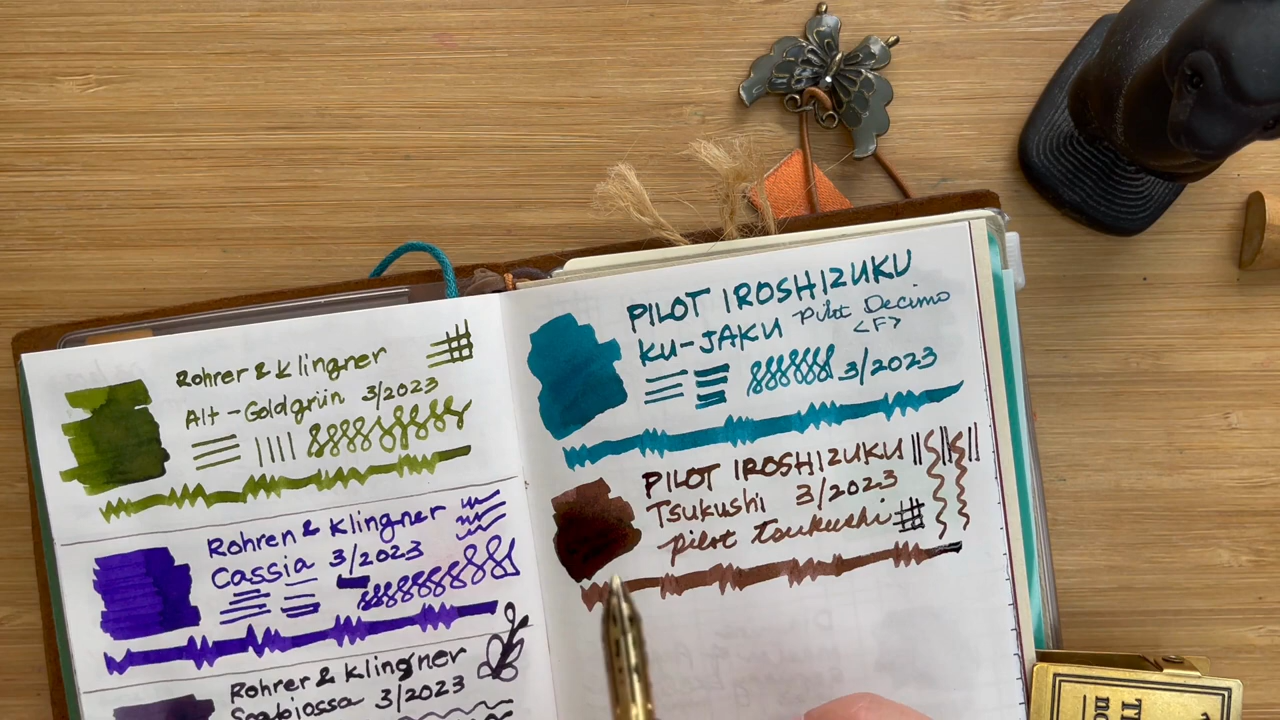 Rohrer & Klingner
Alt-Goldgrün 3/2023
Rohren & Klingner
Cassia 3/2023
Rohrer & Klingner
Scabiossa 3/2023
PILOT IROSHIZUKU
KU-JAKU Pilot Decimo
<F>
3/2023
PILOT IROSHIZUKU
Tsukushi 3/2023
pilot tsukushi